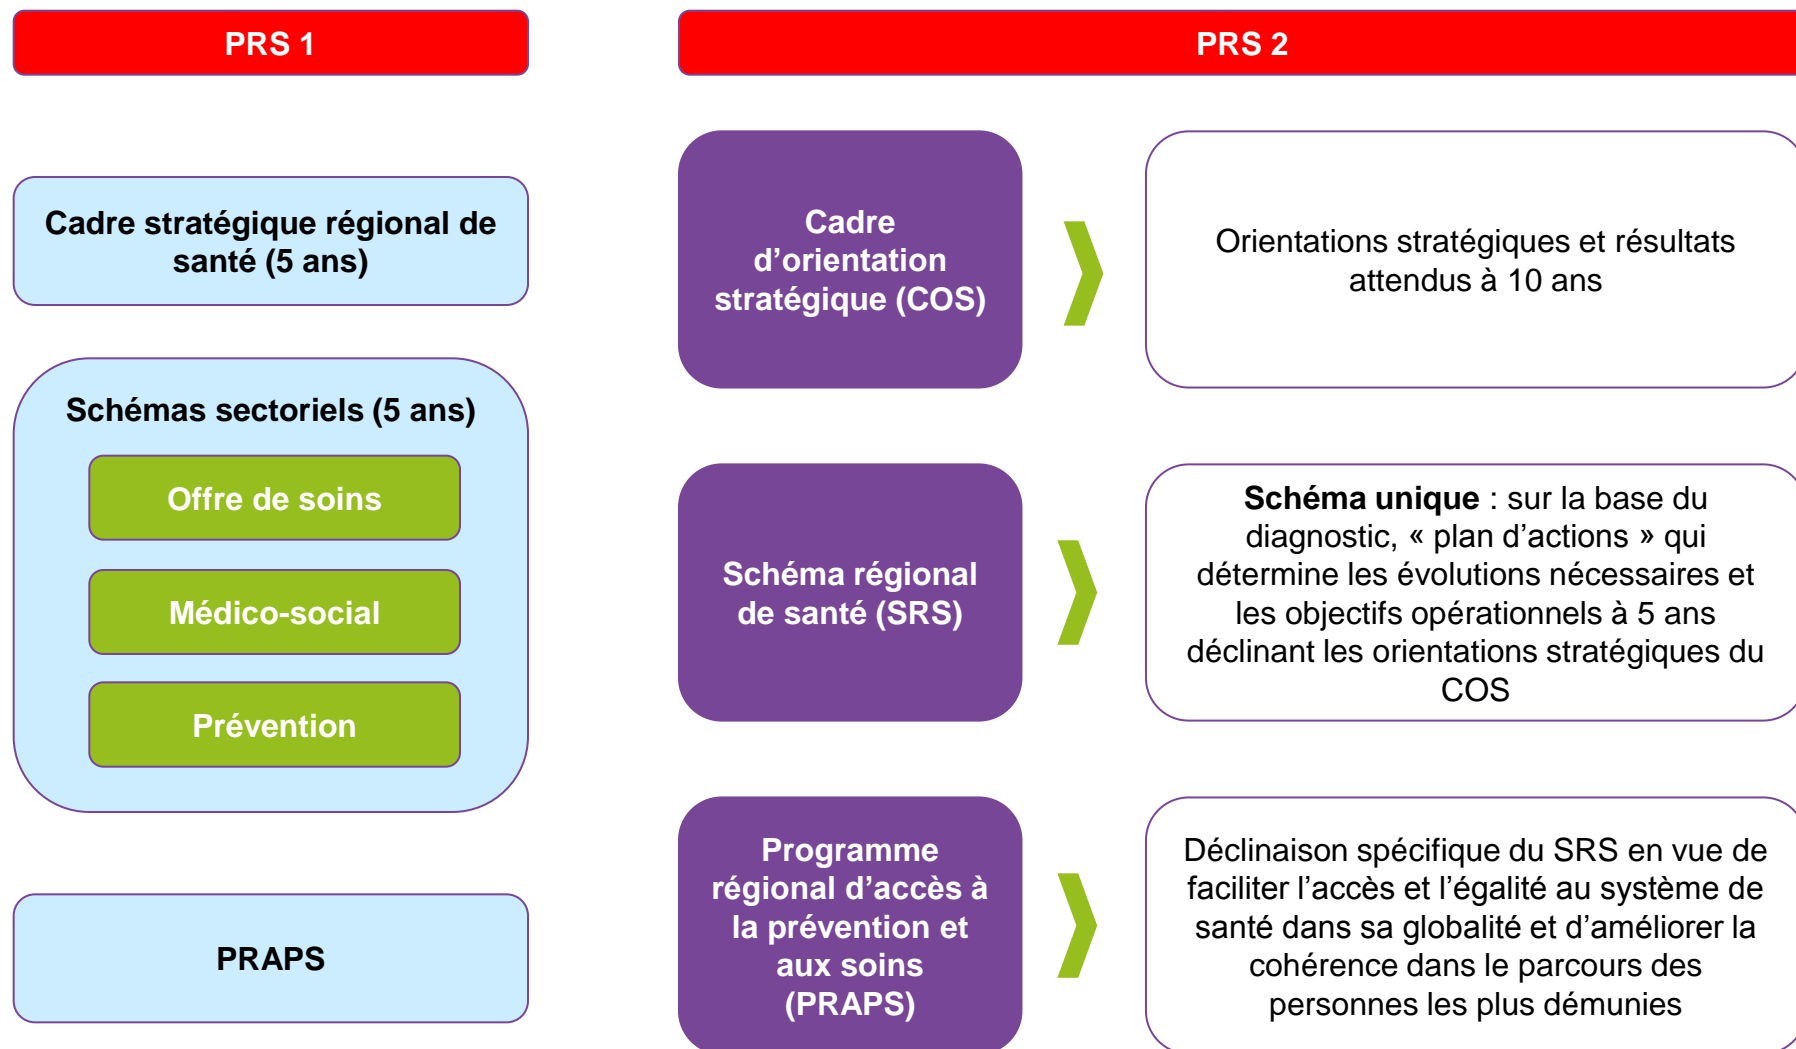 PRS 1
Cadre stratégique régional de
santé (5 ans)
Schémas sectoriels (5 ans)
Offre de soins
Médico-social
Prévention
PRAPS
PRS 2
Cadre
d’orientation
stratégique (COS)
Orientations stratégiques et résultats
attendus à 10 ans
Schéma régional
de santé (SRS)
Schéma unique : sur la base du
diagnostic, « plan d’actions » qui
détermine les évolutions nécessaires et
les objectifs opérationnels à 5 ans
déclinant les orientations stratégiques du
COS
Programme
régional d’accès à
la prévention et
aux soins
(PRAPS)
Déclinaison spécifique du SRS en vue de
faciliter l’accès et l’égalité au système de
santé dans sa globalité et d’améliorer la
cohérence dans le parcours des
personnes les plus démunies